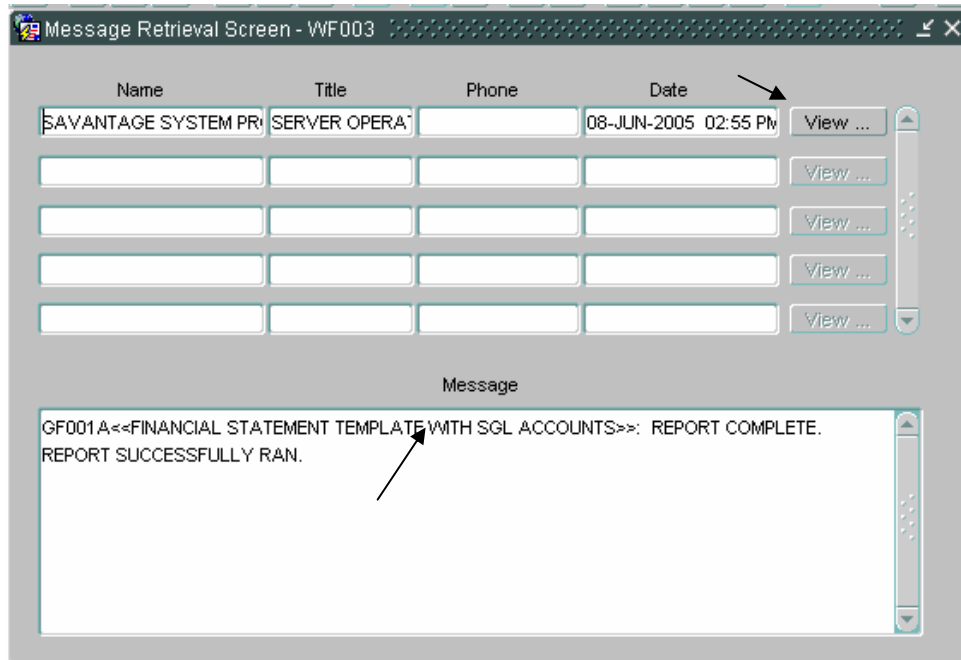 Message Retrieval Screen - WF003
Name Title Phone Date
SAVANTAGE SYSTEM PR SERVER OPERAT 08-JUN-2005 02:55 PM View ...
View ...
View ...
View ...
View ...
Message
GF001A<<FINANCIAL STATEMENT TEMPLATE WITH SGL ACCOUNTS>>: REPORT COMPLETE.
REPORT SUCCESSFULLY RAN.